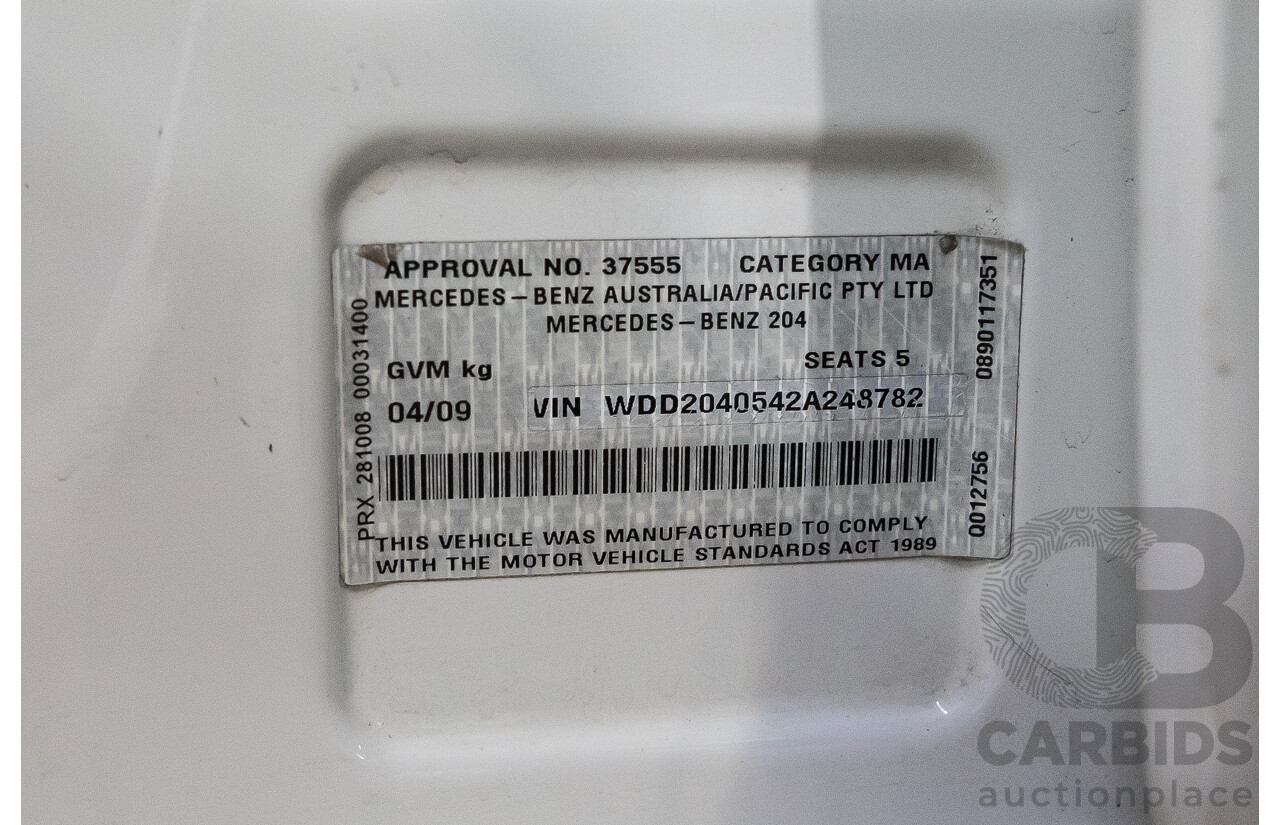 APPROVAL NO. 37555 CATEGORY MA
MERCEDES-BENZ AUSTRALIA/PACIFIC PTY LTD
MERCEDES-BENZ 204
GVM kg SEATS 5
04/09 VIN WDD2040542A248782
THIS VEHICLE WAS MANUFACTURED TO COMPLY
WITH THE MOTOR VEHICLE STANDARDS ACT 1989
PRX 281008 00031400
Q012756 0890117351
CB
CARBIDS
auctionplace